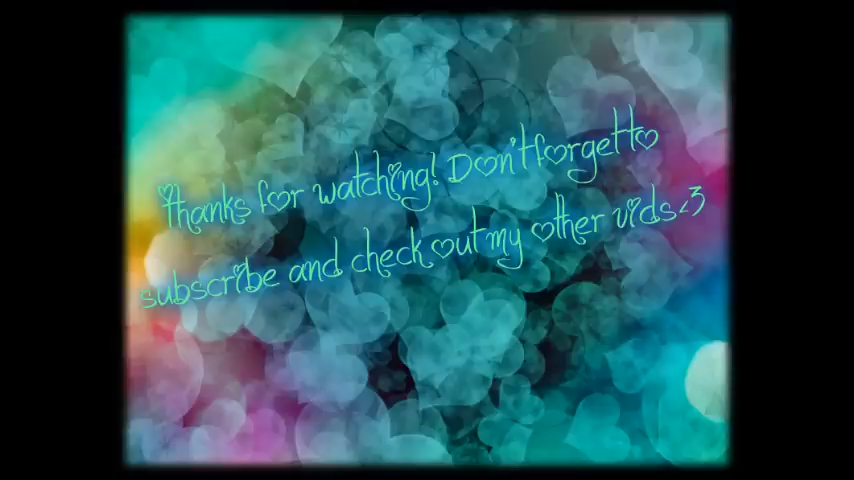 thanks for watching! Don't forget to
subscribe and check out my other vids<3